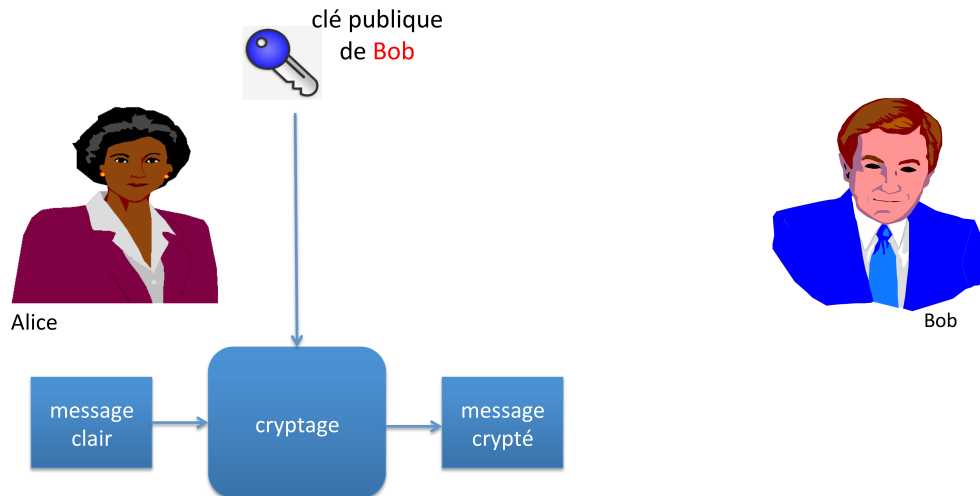 clé publique
de Bob
Alice
Bob
message
clair
cryptage
message
crypté